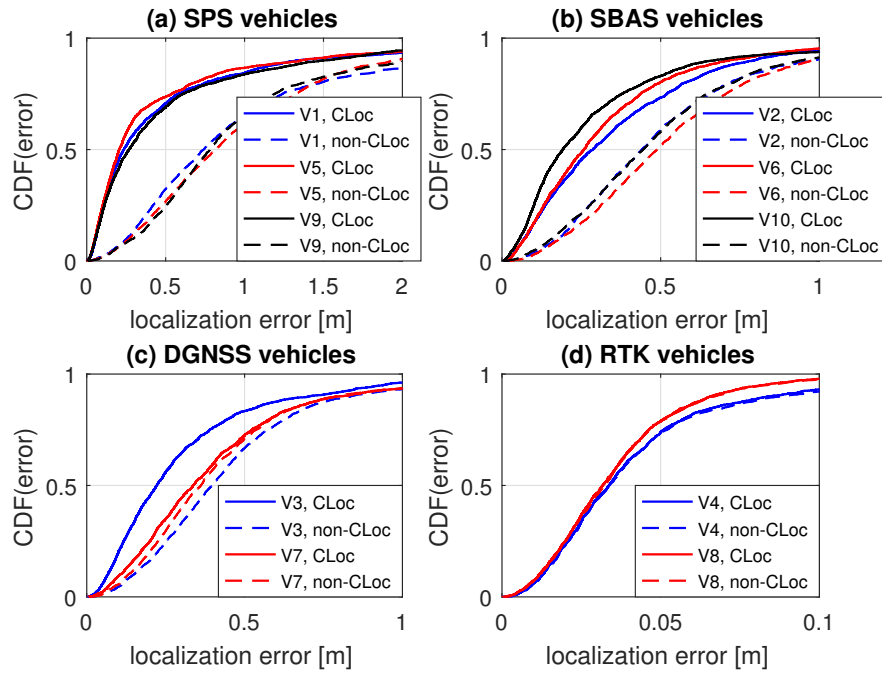 (a) SPS vehicles
CDF(error)
1
0.5
0
V1, CLoc
V1, non-CLoc
V5, CLoc
V5, non-CLoc
V9, CLoc
V9, non-CLoc
0 0.5 1 1.5 2
localization error [m]
(b) SBAS vehicles
CDF(error)
1
0.5
0
V2, CLoc
V2, non-CLoc
V6, CLoc
V6, non-CLoc
V10, CLoc
V10, non-CLoc
0 0.5 1
localization error [m]
(c) DGNSS vehicles
CDF(error)
1
0.5
0
V3, CLoc
V3, non-CLoc
V7, CLoc
V7, non-CLoc
0 0.5 1
localization error [m]
(d) RTK vehicles
CDF(error)
1
0.5
0
V4, CLoc
V4, non-CLoc
V8, CLoc
V8, non-CLoc
0 0.05 0.1
localization error [m]